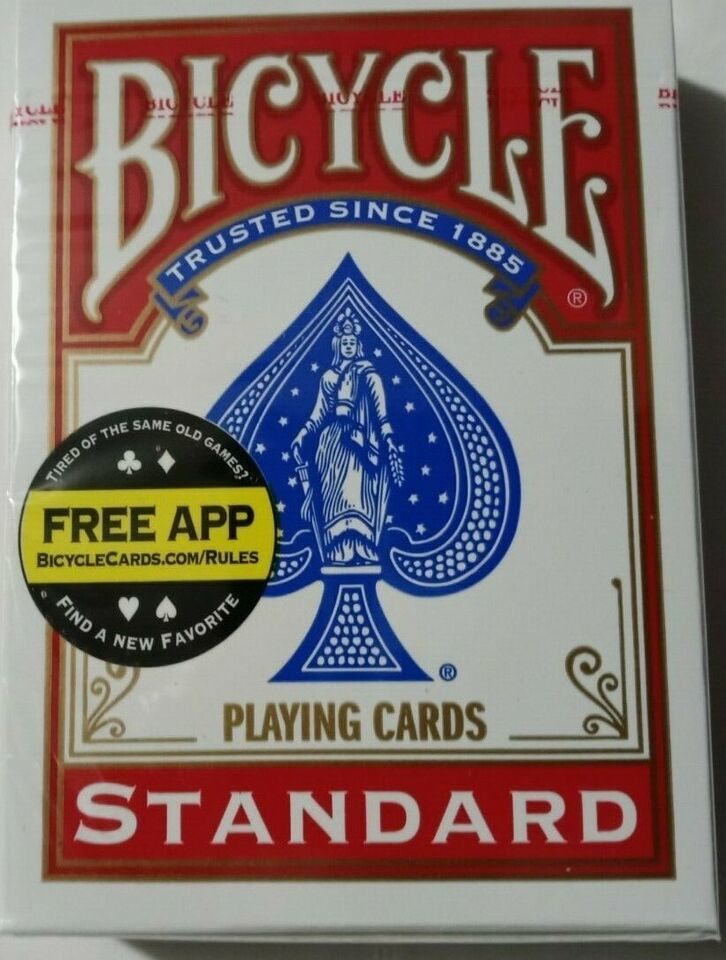 BICYCLE
TRUSTED SINCE 1885
®
TIRED OF THE SAME OLD GAMES?
FREE APP
BICYCLECARDS.COM/RULES
FIND A NEW FAVORITE
®
PLAYING CARDS
STANDARD